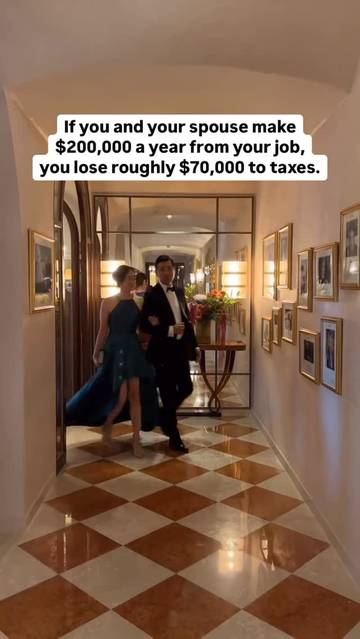 If you and your spouse make
$200,000 a year from your job,
you lose roughly $70,000 to taxes.